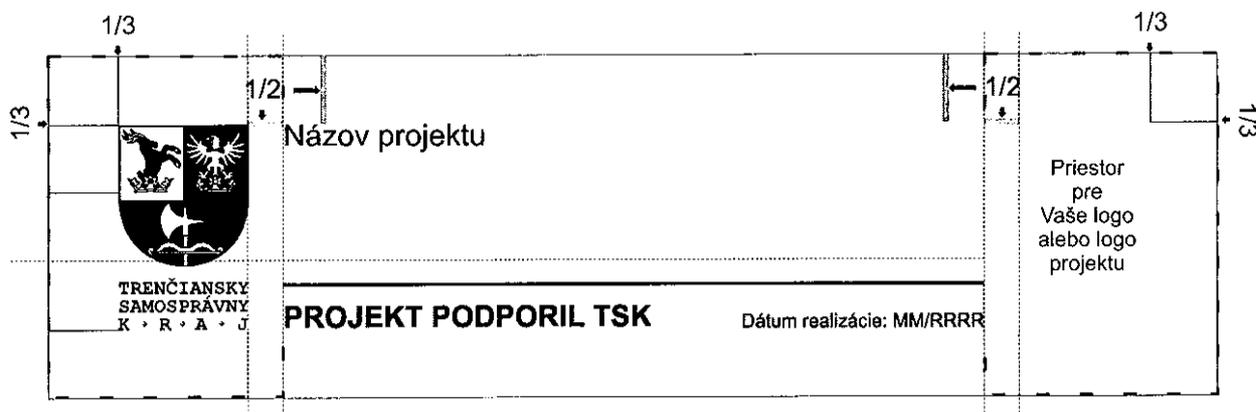 1/3
1/3
1/2
1/2
1/3
1/3
Názov projektu
Priestor
pre
Vaše logo
alebo logo
projektu
TRENČIANSKY
SAMOSPRÁVNY
K · R · A · J
PROJEKT PODPORIL TSK
Dátum realizácie: MM/RRRR